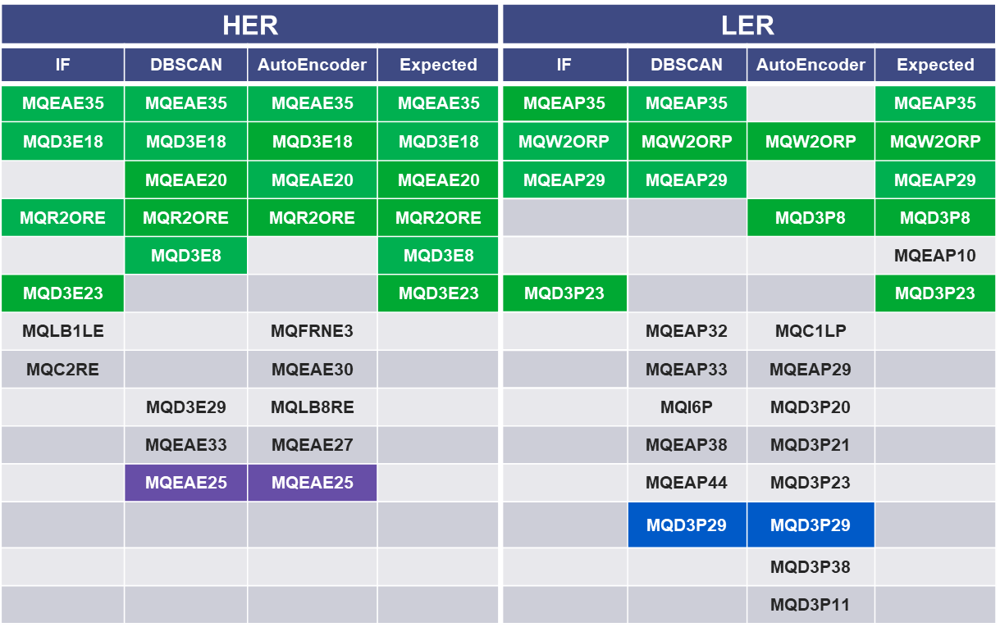 HER LER
IF DBSCAN AutoEncoder Expected IF DBSCAN AutoEncoder Expected
MQEAE35 MQEAE35 MQEAE35 MQEAE35 MQEAP35 MQEAP35 MQEAP35
MQD3E18 MQD3E18 MQD3E18 MQD3E18 MQW2ORP MQW2ORP MQW2ORP MQW2ORP
MQEAE20 MQEAE20 MQEAE20 MQEAP29 MQEAP29 MQEAP29
MQR2ORE MQR2ORE MQR2ORE MQR2ORE MQD3P8 MQD3P8
MQD3E8 MQD3E8 MQEAP10
MQD3E23 MQD3E23 MQD3P23 MQD3P23
MQLB1LE MQFRNE3 MQEAP32 MQC1LP
MQC2RE MQEAE30 MQEAP33 MQEAP29
MQD3E29 MQLB8RE MQI6P MQD3P20
MQEAE33 MQEAE27 MQEAP38 MQD3P21
MQEAE25 MQEAE25 MQEAP44 MQD3P23
MQD3P29 MQD3P29
MQD3P38
MQD3P11